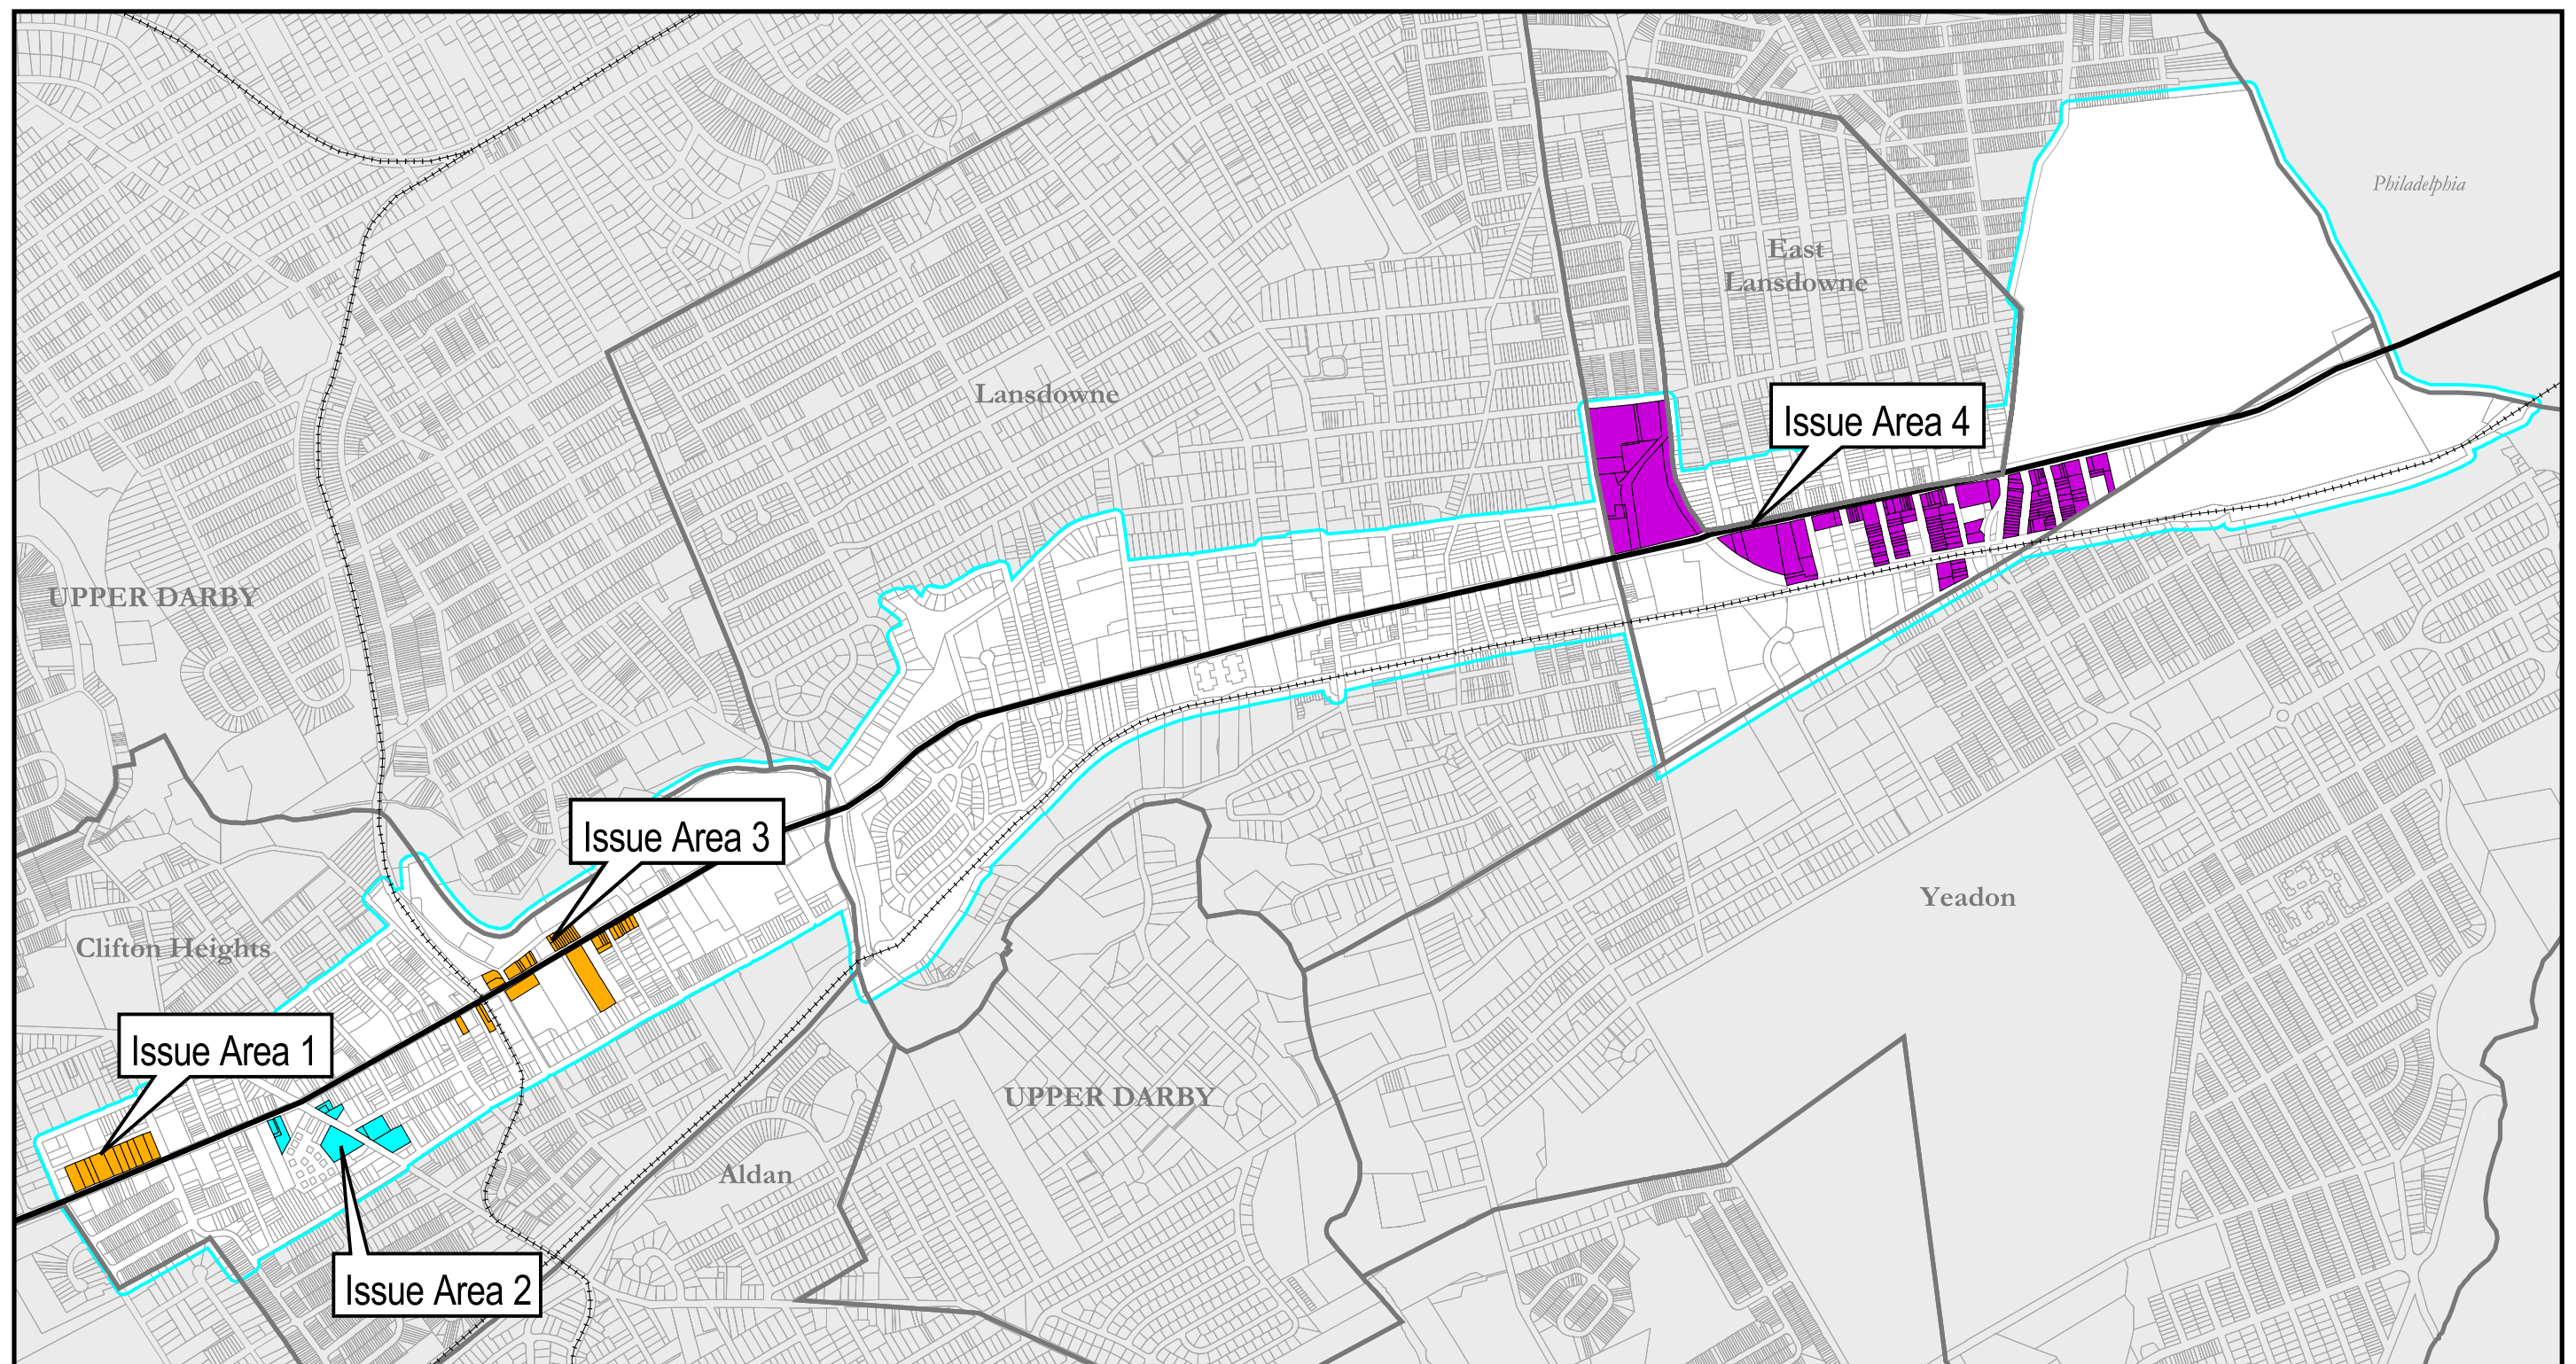 Philadelphia
East
Lansdowne
Lansdowne
Issue Area 4
UPPER DARBY
Issue Area 3
Yeadon
Clifton Heights
Issue Area 1
UPPER DARBY
Aldan
Issue Area 2